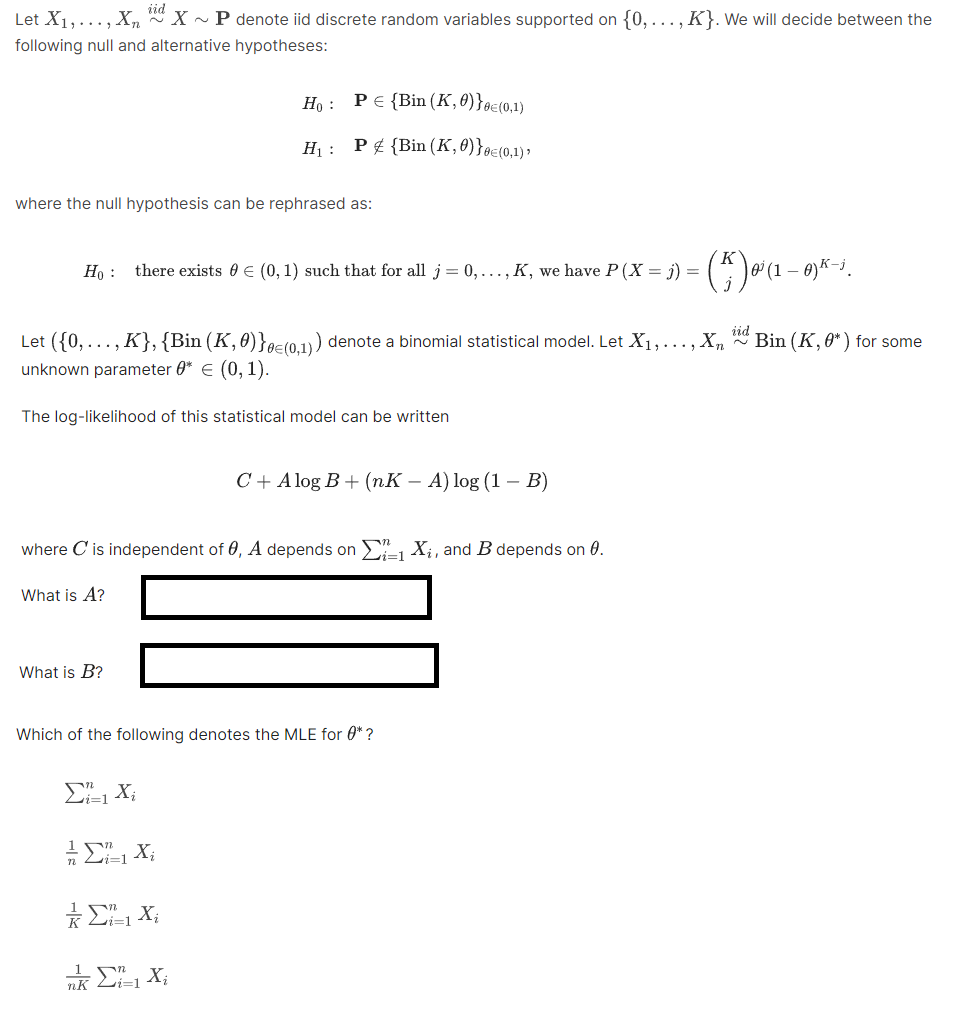 Let $X_1, \ldots, X_n \stackrel{iid}{\sim} X \sim \mathbf{P}$ denote iid discrete random variables supported on $\{0, \ldots, K\}$. We will decide between the
following null and alternative hypotheses:
$H_0: \quad \mathbf{P} \in \{\text{Bin}(K, \theta)\}_{\theta \in (0,1)}$
$H_1: \quad \mathbf{P} \notin \{\text{Bin}(K, \theta)\}_{\theta \in (0,1)},$
where the null hypothesis can be rephrased as:
$H_0: \quad \text{there exists } \theta \in (0, 1) \text{ such that for all } j = 0, \ldots, K, \text{ we have } P(X = j) = \binom{K}{j} \theta^j (1 - \theta)^{K-j}.$
Let $(\{0, \ldots, K\}, \{\text{Bin}(K, \theta)\}_{\theta \in (0,1)})$ denote a binomial statistical model. Let $X_1, \ldots, X_n \stackrel{iid}{\sim} \text{Bin}(K, \theta^*)$ for some
unknown parameter $\theta^* \in (0, 1)$.
The log-likelihood of this statistical model can be written
$C + A \log B + (nK - A) \log (1 - B)$
where $C$ is independent of $\theta$, $A$ depends on $\sum_{i=1}^n X_i$, and $B$ depends on $\theta$.
What is $A$?
What is $B$?
Which of the following denotes the MLE for $\theta^*$?
$\sum_{i=1}^n X_i$
$\frac{1}{n} \sum_{i=1}^n X_i$
$\frac{1}{K} \sum_{i=1}^n X_i$
$\frac{1}{nK} \sum_{i=1}^n X_i$